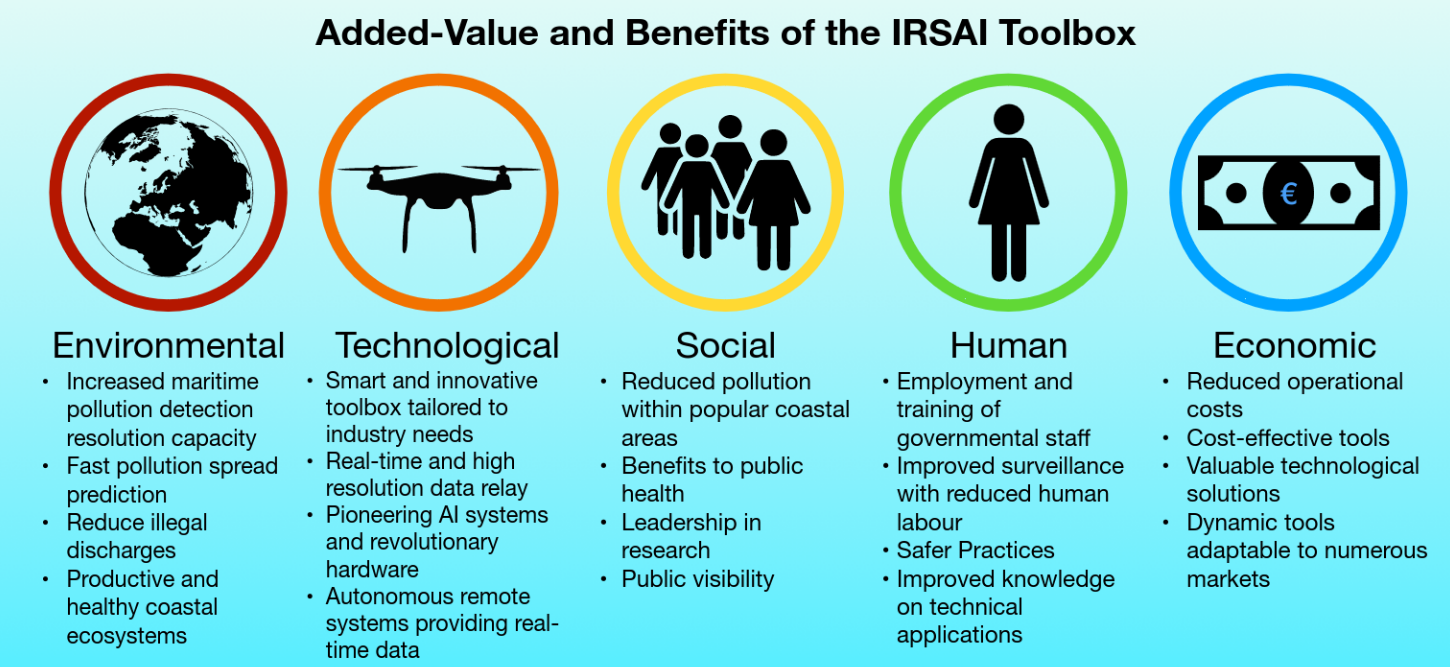 Added-Value and Benefits of the IRSAI Toolbox
€
Environmental
• Increased maritime
pollution detection
resolution capacity
• Fast pollution spread
prediction
• Reduce illegal
discharges
• Productive and
healthy coastal
ecosystems
Technological
• Smart and innovative
toolbox tailored to
industry needs
• Real-time and high
resolution data relay
• Pioneering AI systems
and revolutionary
hardware
• Autonomous remote
systems providing real-
time data
Social
• Reduced pollution
within popular coastal
areas
• Benefits to public
health
• Leadership in
research
• Public visibility
Human
• Employment and
training of
governmental staff
• Improved surveillance
with reduced human
labour
• Safer Practices
• Improved knowledge
on technical
applications
Economic
• Reduced operational
costs
• Cost-effective tools
• Valuable technological
solutions
• Dynamic tools
adaptable to numerous
markets